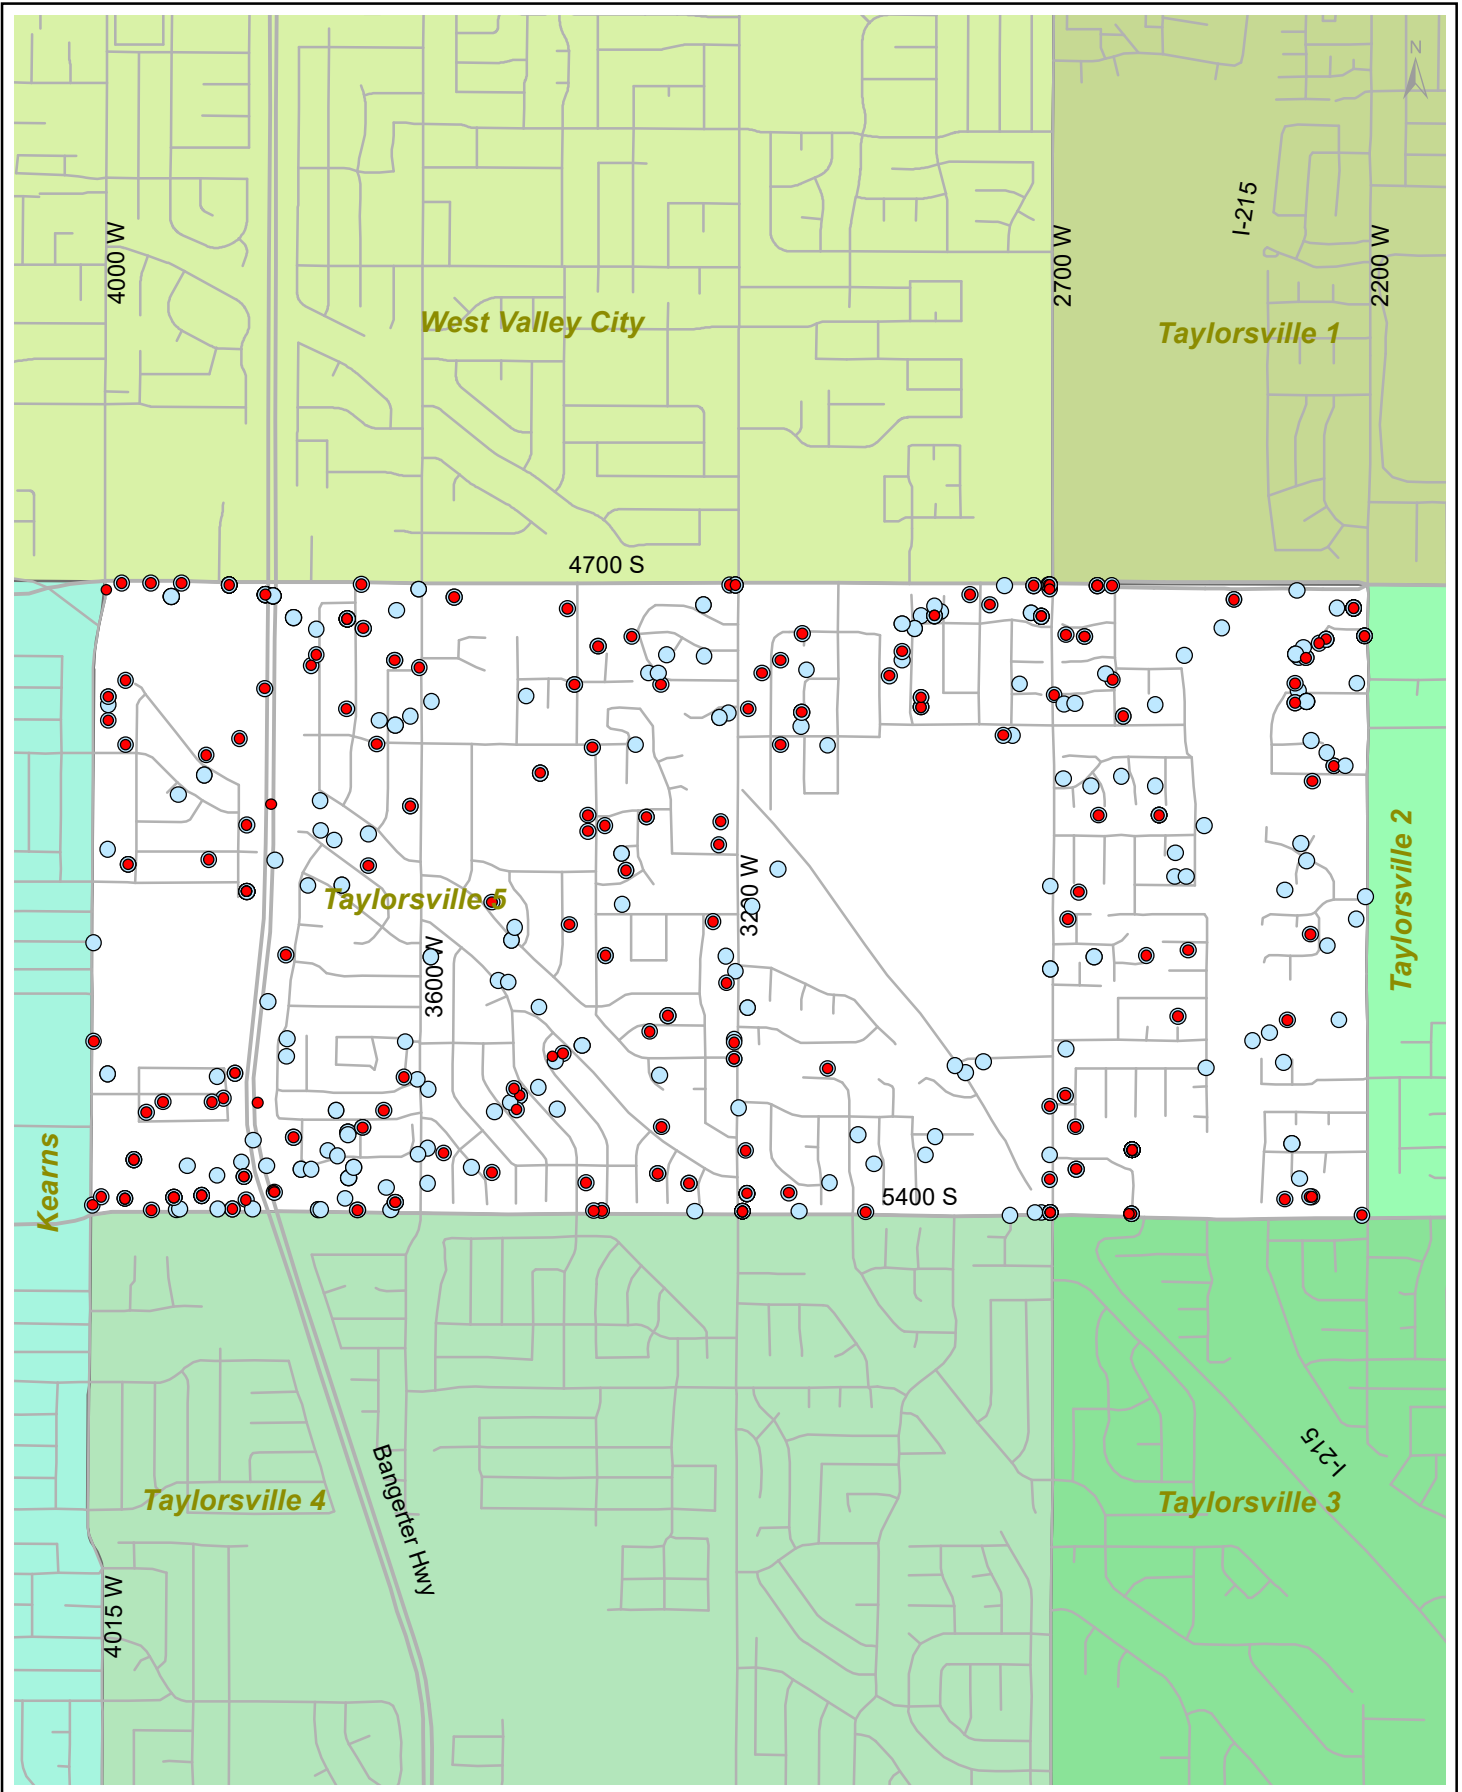 N
I-215
4000 W
2700 W
2200 W
West Valley City
Taylorsville 1
4700 S
Taylorsville 2
3200 W
Taylorsville 5
3600 W
Kearns
5400 S
I-215
Bangerter Hwy
Taylorsville 4
Taylorsville 3
4015 W